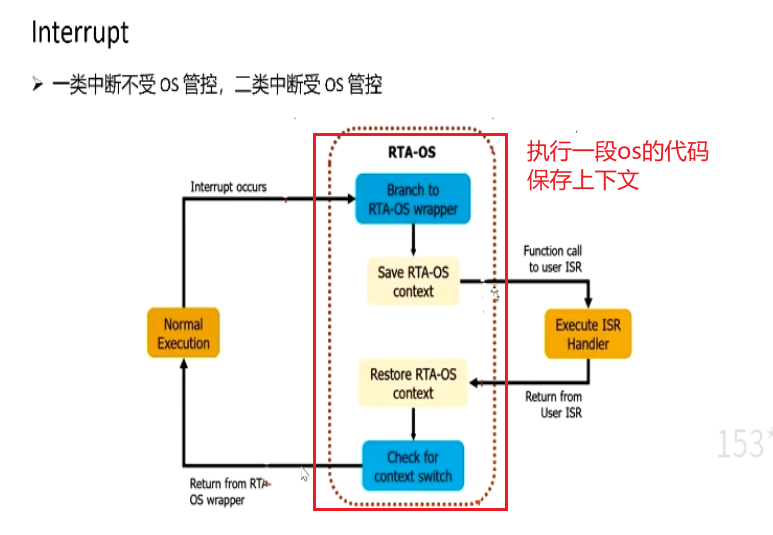 Interrupt
➤ 一类中断不受 OS 管控，二类中断受 OS 管控
RTA-OS
执行一段os的代码
保存上下文
Interrupt occurs
Branch to
RTA-OS wrapper
Function call
to user ISR
Save RTA-OS
context
Normal
Execution
Execute ISR
Handler
Restore RTA-OS
context
Return from
User ISR
Check for
context switch
Return from RTA-
OS wrapper
153*